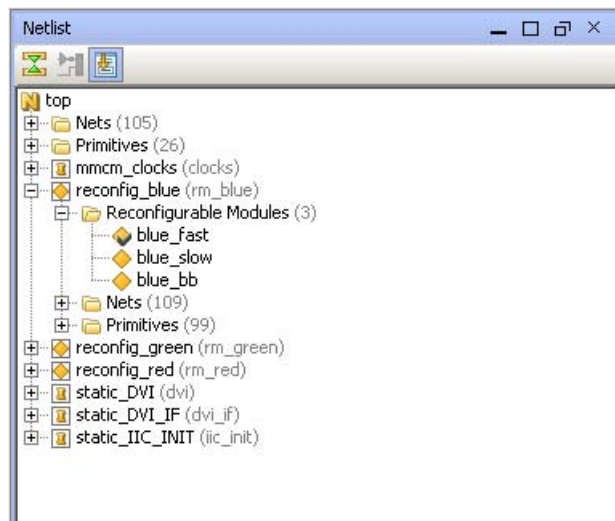 Netlist
top
Nets (105)
Primitives (26)
mmcm_clocks (clocks)
reconfig_blue (rm_blue)
Reconfigurable Modules (3)
blue_fast
blue_slow
blue_bb
Nets (109)
Primitives (99)
reconfig_green (rm_green)
reconfig_red (rm_red)
static_DVI (dvi)
static_DVI_IF (dvi_if)
static_IIC_INIT (iic_init)